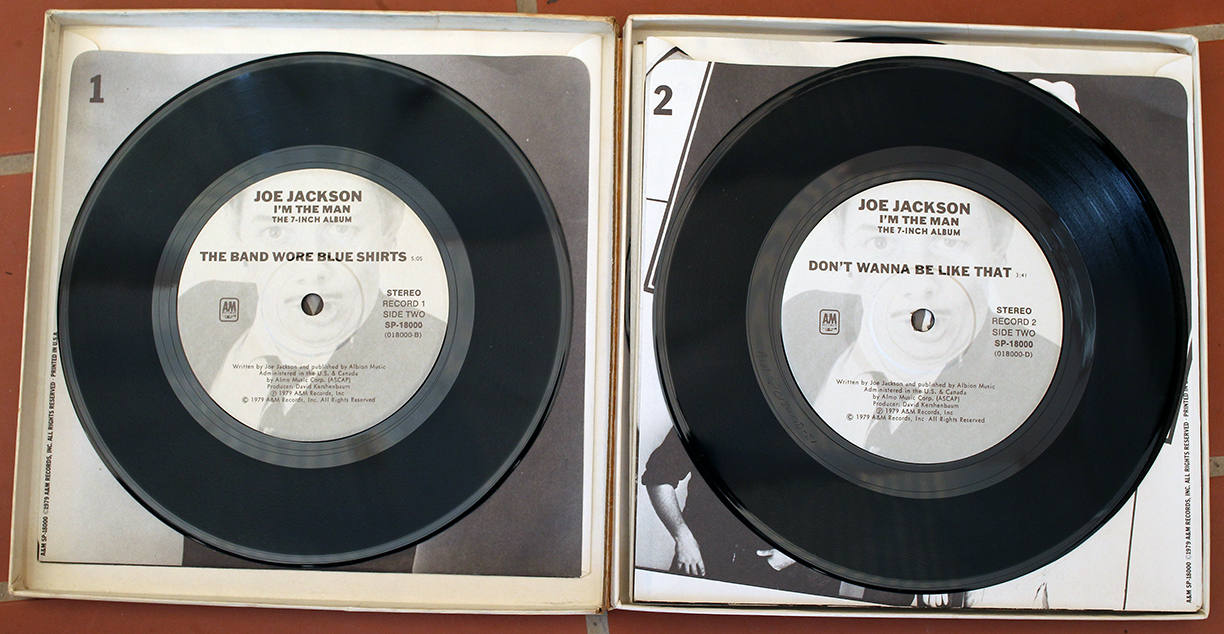 1
JOE JACKSON
I'M THE MAN
THE 7-INCH ALBUM
THE BAND WORE BLUE SHIRTS 5:05
A&M
STEREO
RECORD 1
SIDE TWO
SP-18000
(018000-B)
Written by Joe Jackson and published by Albion Music
Administered in the U.S. & Canada
by Almo Music Corp. (ASCAP)
Producer: David Kershenbaum
Ⓟ 1979 A&M Records, Inc
© 1979 A&M Records, Inc. All Rights Reserved
A&M SP-18000 ©1979 A&M RECORDS, INC. ALL RIGHTS RESERVED · PRINTED IN U.S.A.
2
JOE JACKSON
I'M THE MAN
THE 7-INCH ALBUM
DON'T WANNA BE LIKE THAT 3:41
A&M
STEREO
RECORD 2
SIDE TWO
SP-18000
(018000-D)
Written by Joe Jackson and published by Albion Music
Administered in the U.S. & Canada
by Almo Music Corp. (ASCAP)
Producer: David Kershenbaum
Ⓟ 1979 A&M Records, Inc
© 1979 A&M Records, Inc. All Rights Reserved
A&M SP-18000 ©1979 A&M RECORDS, INC. ALL RIGHTS RESERVED · PRINTED IN